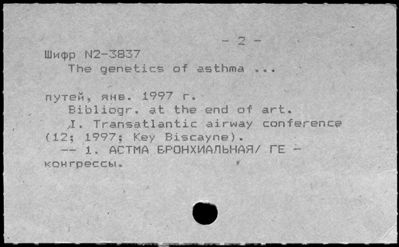 - 2 -
Шифр N2-3837
The genetics of asthma ...
путей, янв. 1997 г.
Bibliogr. at the end of art.
I. Transatlantic airway conference
(12; 1997; Key Biscayne).
-- 1. АСТМА БРОНХИАЛЬНАЯ/ ГЕ -
конгрессы.